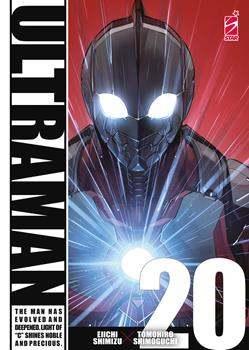 STAR
ULTRAMAN
THE MAN HAS
EVOLVED AND
DEEPENED. LIGHT OF
"C" SHINES NOBLE
AND PRECIOUS.
EIICHI
SHIMIZU
TOMOHIRO
SHIMOGUCHI
20